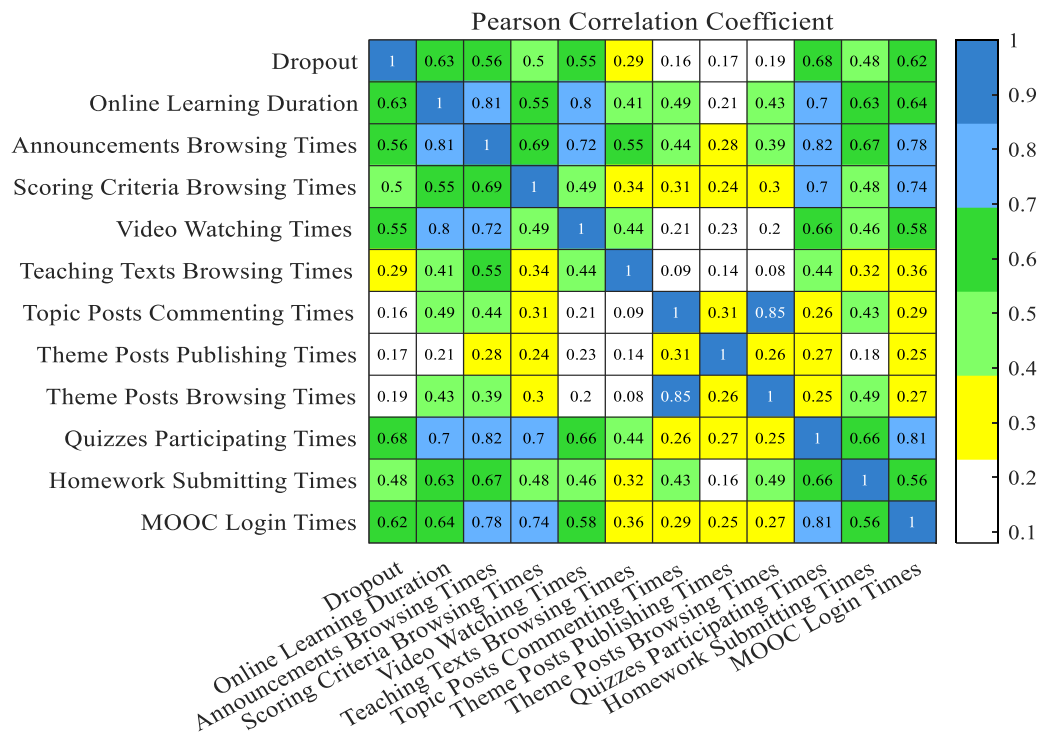 Pearson Correlation Coefficient
Dropout 1 0.63 0.56 0.5 0.55 0.29 0.16 0.17 0.19 0.68 0.48 0.62
Online Learning Duration 0.63 1 0.81 0.55 0.8 0.41 0.49 0.21 0.43 0.7 0.63 0.64
Announcements Browsing Times 0.56 0.81 1 0.69 0.72 0.55 0.44 0.28 0.39 0.82 0.67 0.78
Scoring Criteria Browsing Times 0.5 0.55 0.69 1 0.49 0.34 0.31 0.24 0.3 0.7 0.48 0.74
Video Watching Times 0.55 0.8 0.72 0.49 1 0.44 0.21 0.23 0.2 0.66 0.46 0.58
Teaching Texts Browsing Times 0.29 0.41 0.55 0.34 0.44 1 0.09 0.14 0.08 0.44 0.32 0.36
Topic Posts Commenting Times 0.16 0.49 0.44 0.31 0.21 0.09 1 0.31 0.85 0.26 0.43 0.29
Theme Posts Publishing Times 0.17 0.21 0.28 0.24 0.23 0.14 0.31 1 0.26 0.27 0.18 0.25
Theme Posts Browsing Times 0.19 0.43 0.39 0.3 0.2 0.08 0.85 0.26 1 0.25 0.49 0.27
Quizzes Participating Times 0.68 0.7 0.82 0.7 0.66 0.44 0.26 0.27 0.25 1 0.66 0.81
Homework Submitting Times 0.48 0.63 0.67 0.48 0.46 0.32 0.43 0.16 0.49 0.66 1 0.56
MOOC Login Times 0.62 0.64 0.78 0.74 0.58 0.36 0.29 0.25 0.27 0.81 0.56 1
Dropout
Online Learning Duration
Announcements Browsing Times
Scoring Criteria Browsing Times
Video Watching Times
Teaching Texts Browsing Times
Topic Posts Commenting Times
Theme Posts Publishing Times
Theme Posts Browsing Times
Quizzes Participating Times
Homework Submitting Times
MOOC Login Times
1
0.9
0.8
0.7
0.6
0.5
0.4
0.3
0.2
0.1